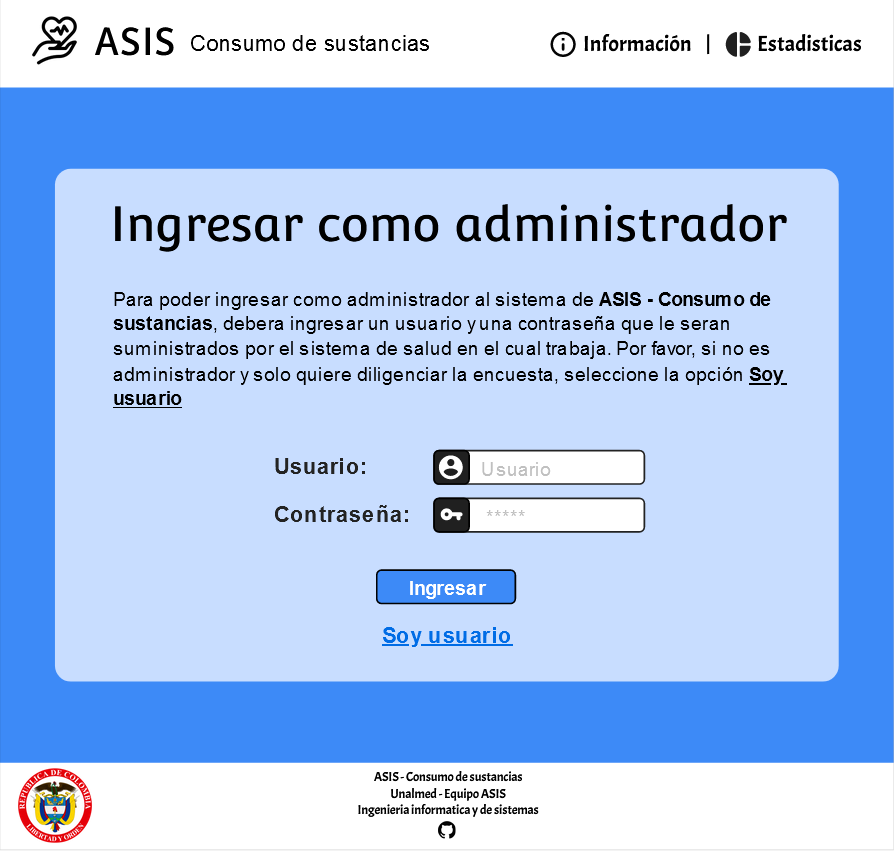 ASIS Consumo de sustancias
Información | Estadisticas
Ingresar como administrador
Para poder ingresar como administrador al sistema de ASIS - Consumo de
sustancias, debera ingresar un usuario y una contraseña que le seran
suministrados por el sistema de salud en el cual trabaja. Por favor, si no es
administrador y solo quiere diligenciar la encuesta, seleccione la opción Soy
usuario
Usuario: Usuario
Contraseña: *****
Ingresar
Soy usuario
REPUBLICA DE COLOMBIA
LIBERTAD Y ORDEN
ASIS - Consumo de sustancias
Unalmed - Equipo ASIS
Ingenieria informatica y de sistemas